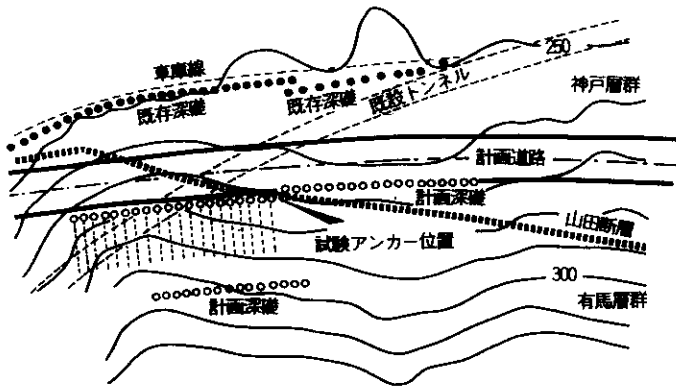 250
車庫線
既存深礎
既存深礎
既設トンネル
神戸層群
計画道路
計画深礎
山田断層
試験アンカー位置
300
計画深礎
有馬層群